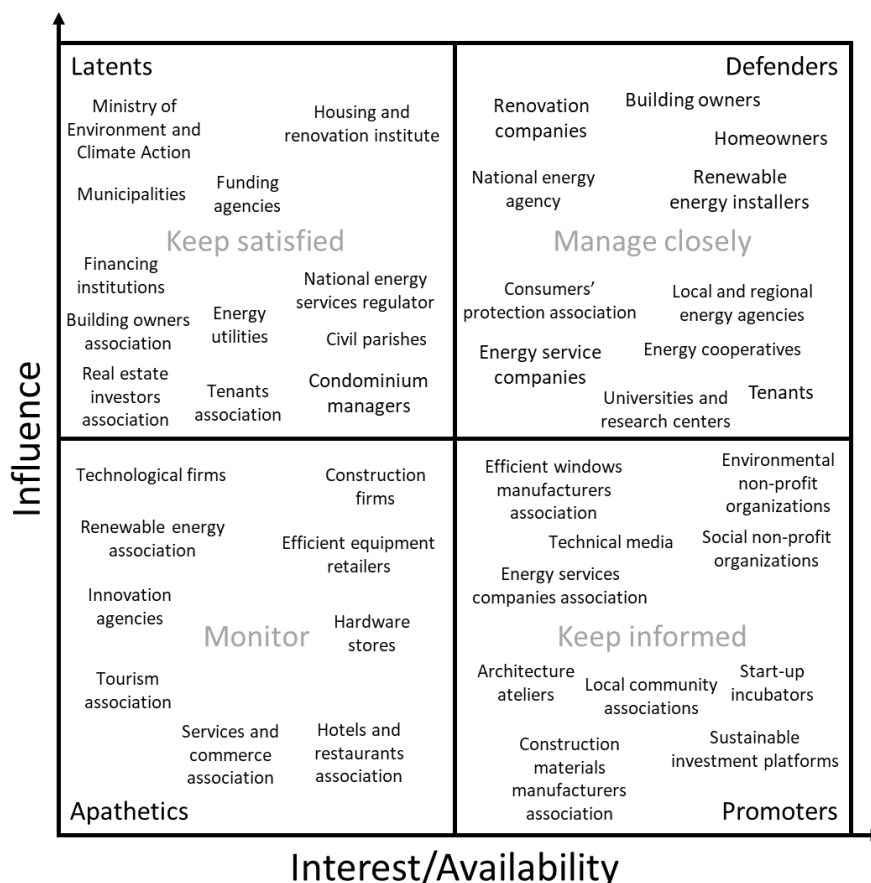 Latents
Ministry of
Environment and
Climate Action
Housing and
renovation institute
Municipalities
Funding
agencies
Keep satisfied
Financing
institutions
National energy
services regulator
Building owners
association
Energy
utilities
Civil parishes
Real estate
investors
association
Tenants
association
Condominium
managers
Defenders
Renovation
companies
Building owners
Homeowners
National energy
agency
Renewable
energy installers
Manage closely
Consumers’
protection association
Local and regional
energy agencies
Energy service
companies
Energy cooperatives
Universities and
research centers
Tenants
Influence
Technological firms
Construction
firms
Renewable energy
association
Efficient equipment
retailers
Innovation
agencies
Hardware
stores
Monitor
Tourism
association
Services and
commerce
association
Hotels and
restaurants
association
Apathetics
Efficient windows
manufacturers
association
Environmental
non-profit
organizations
Technical media
Social non-profit
organizations
Energy services
companies association
Keep informed
Architecture
ateliers
Local community
associations
Start-up
incubators
Construction
materials
manufacturers
association
Sustainable
investment platforms
Promoters
Interest/Availability